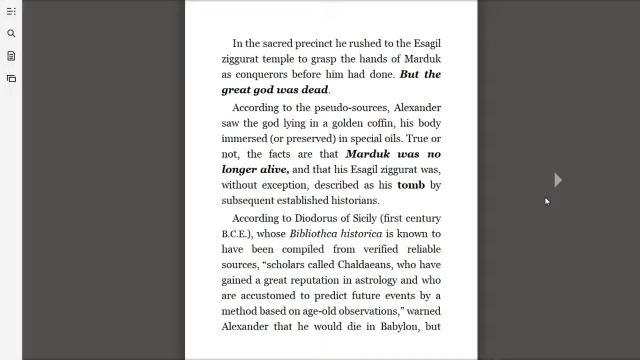 In the sacred precinct he rushed to the Esagil
ziggurat temple to grasp the hands of Marduk
as conquerors before him had done. But the
great god was dead.
According to the pseudo-sources, Alexander
saw the god lying in a golden coffin, his body
immersed (or preserved) in special oils. True or
not, the facts are that Marduk was no
longer alive, and that his Esagil ziggurat was,
without exception, described as his tomb by
subsequent established historians.
According to Diodorus of Sicily (first century
B.C.E.), whose Bibliothca historica is known to
have been compiled from verified reliable
sources, “scholars called Chaldaeans, who have
gained a great reputation in astrology and who
are accustomed to predict future events by a
method based on age-old observations,” warned
Alexander that he would die in Babylon, but